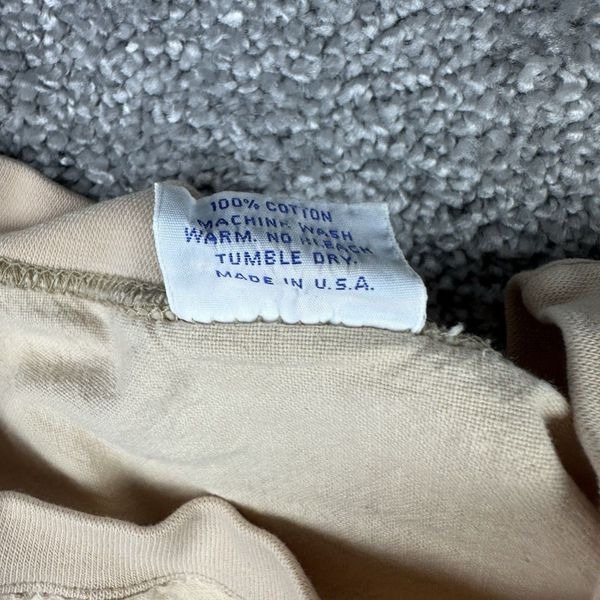 100% COTTON
MACHINE WASH
WARM. NO BLEACH
TUMBLE DRY.
MADE IN U.S.A.